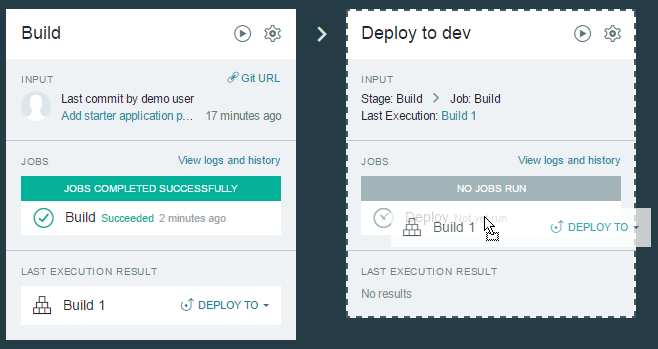 Build
INPUT
Git URL
Last commit by demo user
Add starter application p... 17 minutes ago
JOBS
View logs and history
JOBS COMPLETED SUCCESSFULLY
Build Succeeded 2 minutes ago
LAST EXECUTION RESULT
Build 1
DEPLOY TO
Deploy to dev
INPUT
Stage: Build > Job: Build
Last Execution: Build 1
JOBS
View logs and history
NO JOBS RUN
Deploy Not yet run
Build 1
DEPLOY TO
LAST EXECUTION RESULT
No results